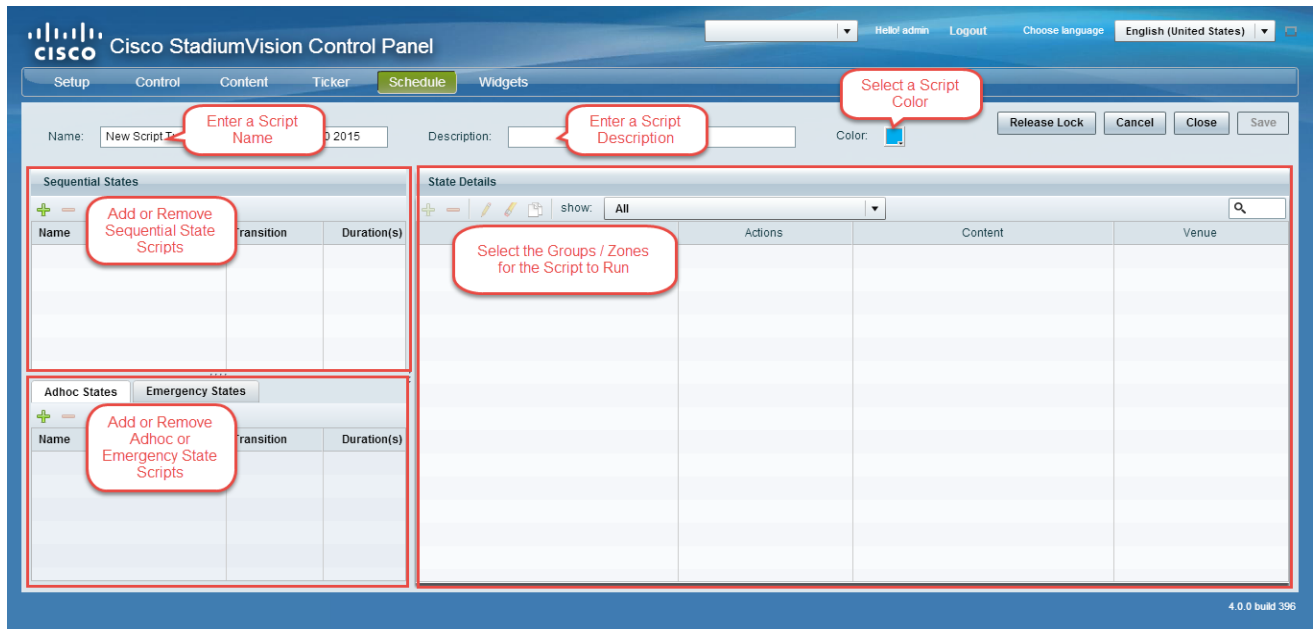 CISCO Cisco StadiumVision Control Panel
Hello! admin Logout Choose language English (United States)
Setup Control Content Ticker Schedule Widgets
Select a Script
Color
Name: New Script 2015
Enter a Script
Name
Description:
Enter a Script
Description
Color:
Release Lock Cancel Close Save
Sequential States
Add or Remove
Sequential State
Scripts
Name Transition Duration(s)
State Details
show: All
Actions Content Venue
Select the Groups / Zones
for the Script to Run
Adhoc States Emergency States
Add or Remove
Adhoc or
Emergency State
Scripts
Name Transition Duration(s)
4.0.0 build 396